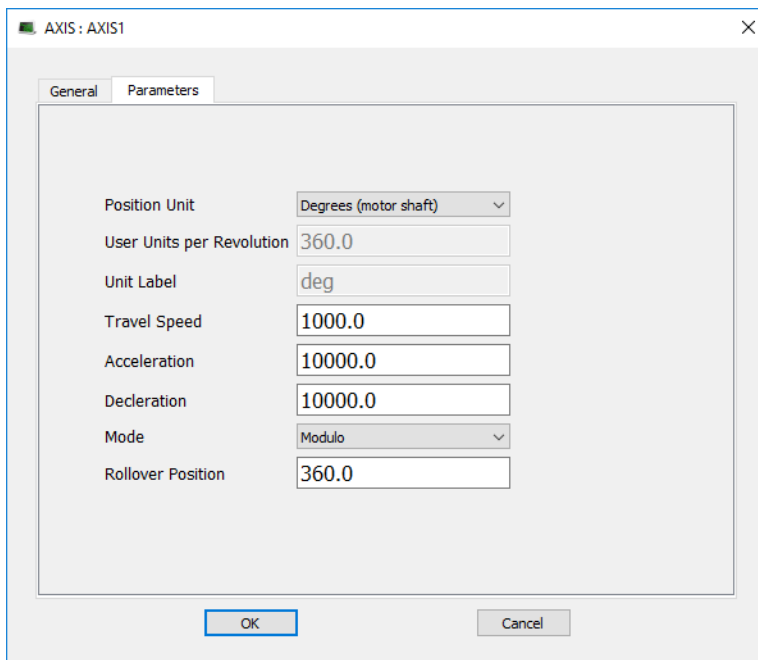 AXIS : AXIS1
General Parameters
Position Unit Degrees (motor shaft)
User Units per Revolution 360.0
Unit Label deg
Travel Speed 1000.0
Acceleration 10000.0
Decleration 10000.0
Mode Modulo
Rollover Position 360.0
OK Cancel